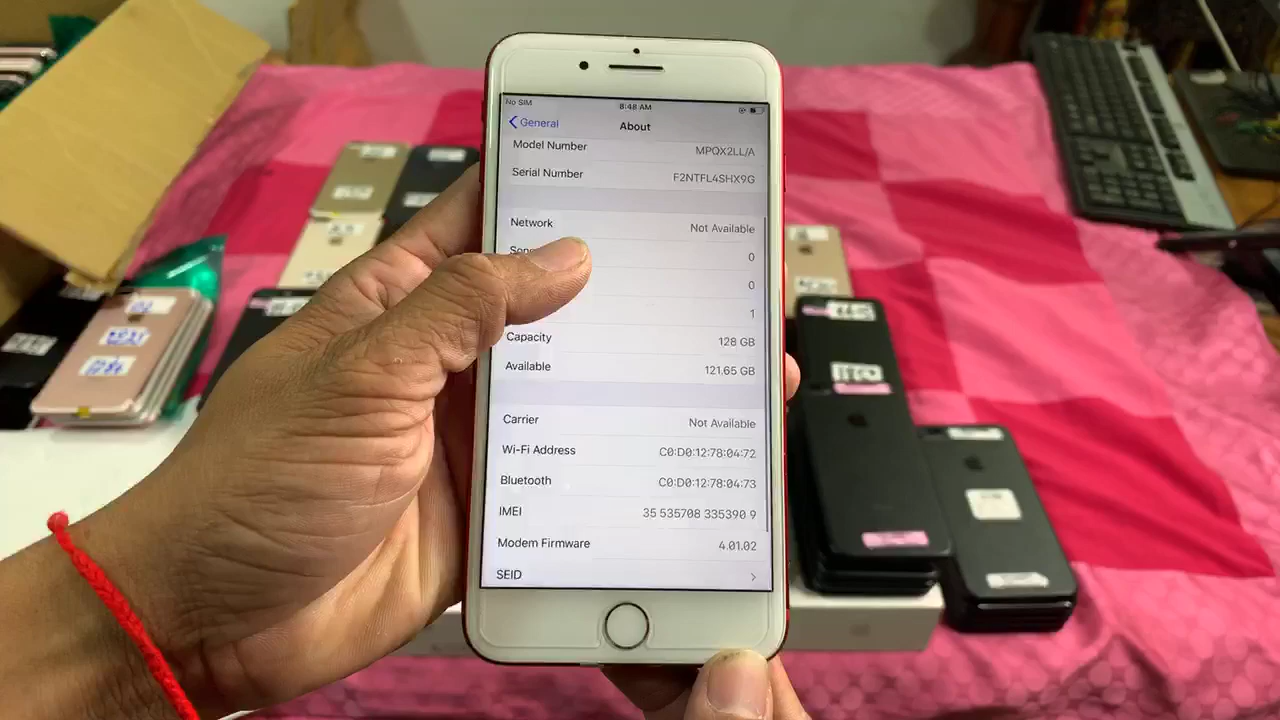 No SIM 8:48 AM
General About
Model Number MPQX2LL/A
Serial Number F2NTFL4SHX9G
Network Not Available
0
0
1
Capacity 128 GB
Available 121.65 GB
Carrier Not Available
Wi-Fi Address C0:D0:12:78:04:72
Bluetooth C0:D0:12:78:04:73
IMEI 35 535708 335390 9
Modem Firmware 4.01.02
SEID